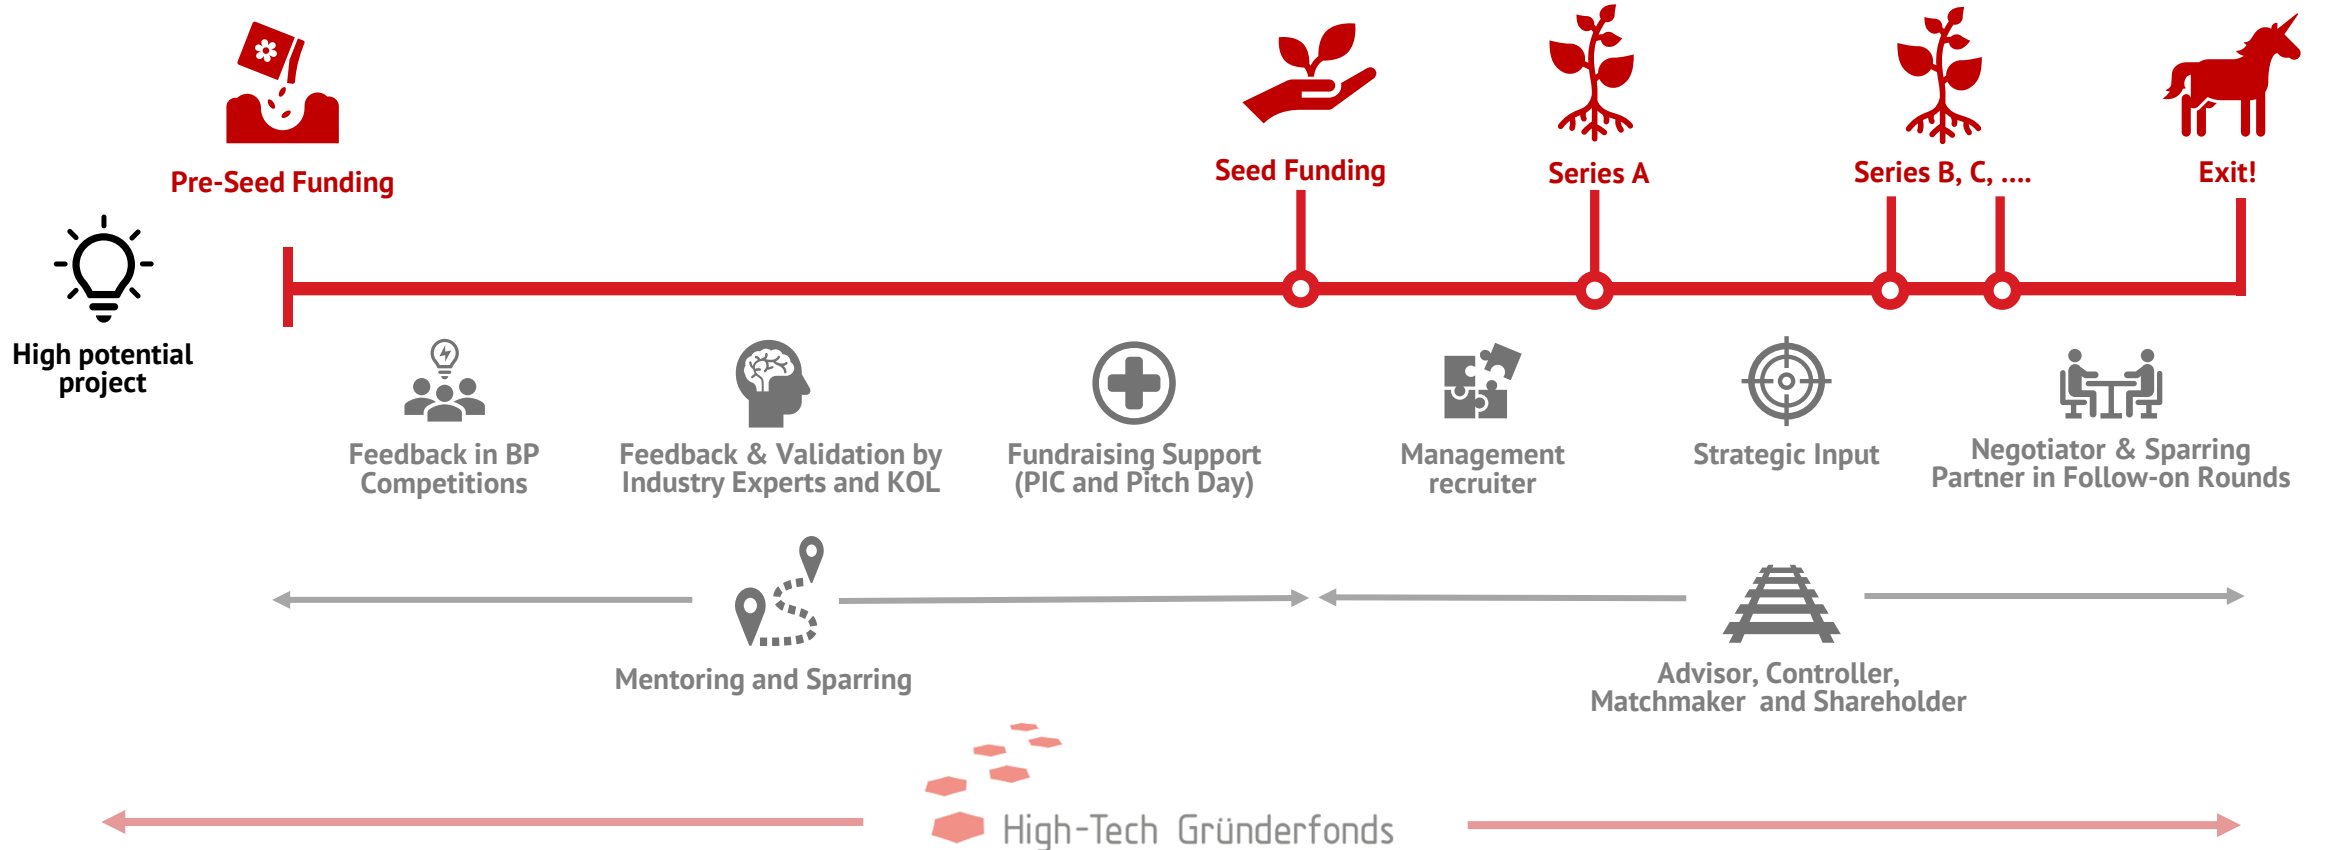 Pre-Seed Funding
Seed Funding
Series A
Series B, C, ....
Exit!
High potential
project
Feedback in BP
Competitions
Feedback & Validation by
Industry Experts and KOL
Fundraising Support
(PIC and Pitch Day)
Management
recruiter
Strategic Input
Negotiator & Sparring
Partner in Follow-on Rounds
Mentoring and Sparring
Advisor, Controller,
Matchmaker  and Shareholder
High-Tech Gründerfonds